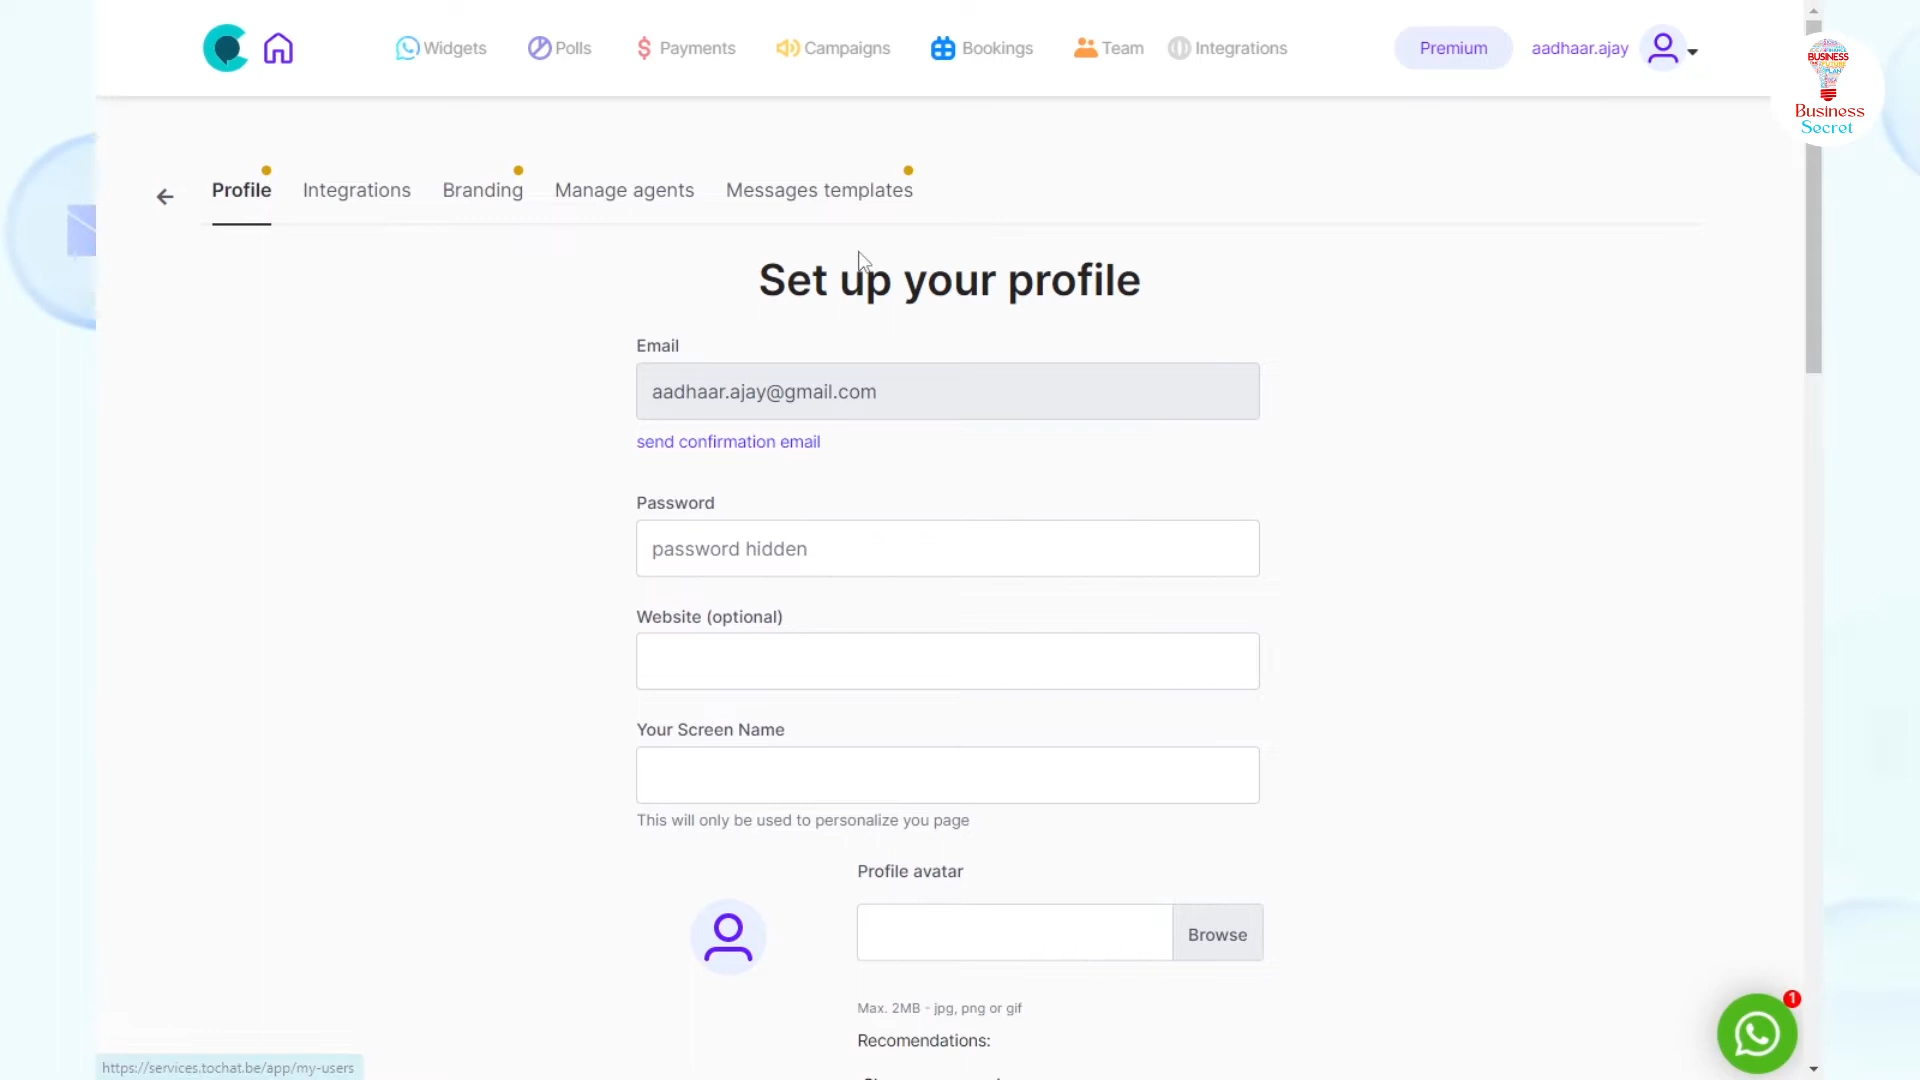 Widgets
Polls
Payments
Campaigns
Bookings
Team
Integrations
Premium
aadhaar.ajay
BUSINESS
PLAN
Business
Secret
Profile
Integrations
Branding
Manage agents
Messages templates
Set up your profile
Email
aadhaar.ajay@gmail.com
send confirmation email
Password
password hidden
Website (optional)
Your Screen Name
This will only be used to personalize you page
Profile avatar
Browse
Max. 2MB - jpg, png or gif
Recomendations:
1
https://services.tochat.be/app/my-users